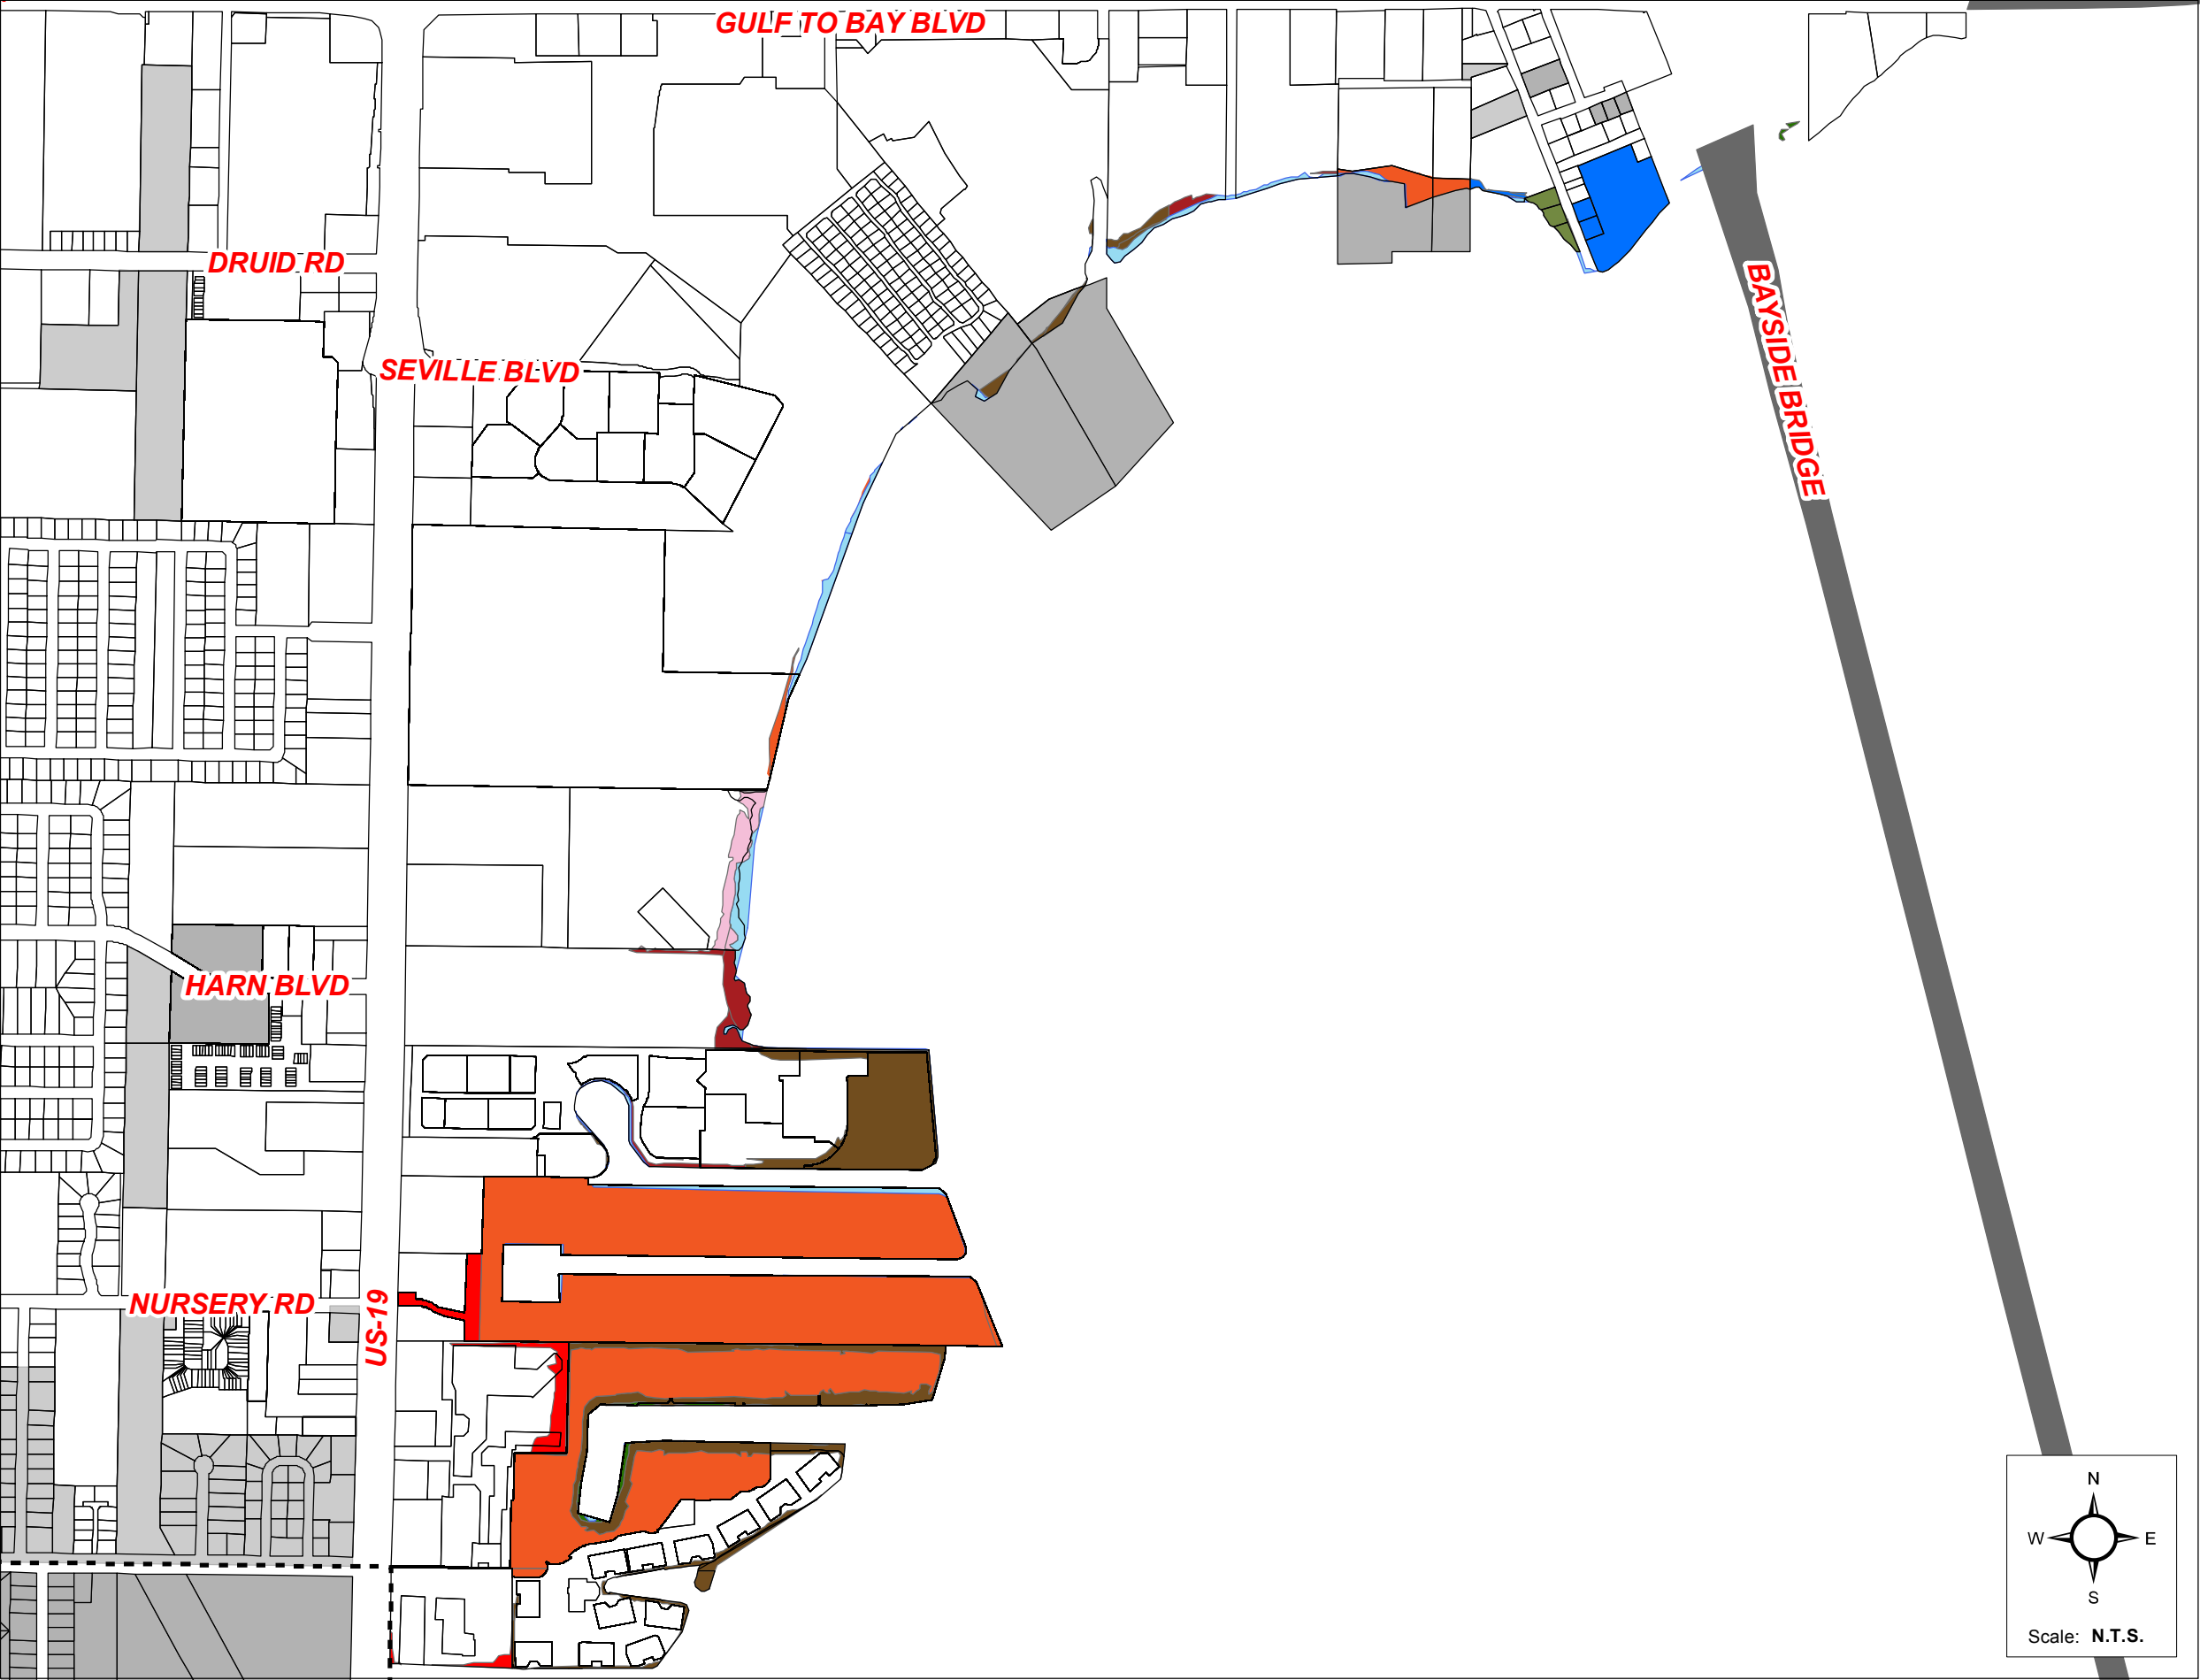 GULF TO BAY BLVD
DRUID RD
SEVILLE BLVD
BAYSIDE BRIDGE
HARN BLVD
NURSERY RD
US-19
N
W
E
S
Scale: N.T.S.